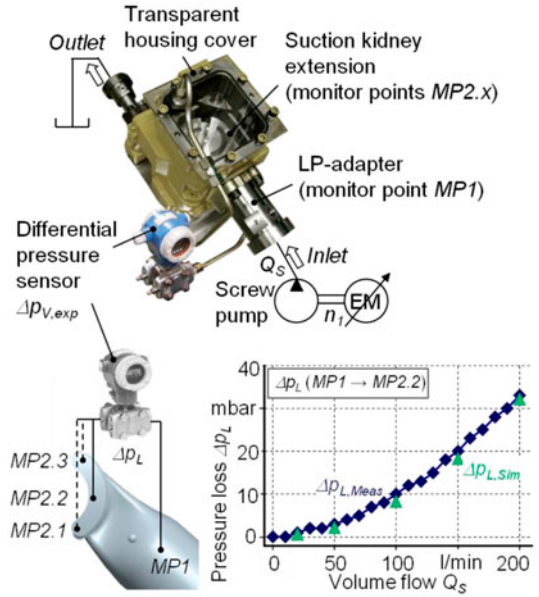 Outlet
Transparent
housing cover
Suction kidney
extension
(monitor points MP2.x)
LP-adapter
(monitor point MP1)
Differential
pressure
sensor
Δp_V,exp
Inlet
Q_S
Screw
pump
n_1
EM
Δp_L
MP2.3
MP2.2
MP2.1
MP1
Δp_L (MP1 → MP2.2)
Pressure loss Δp_L
40
mbar
20
10
0
Δp_L,Meas
Δp_L,Sim
0 50 100 l/min 200
Volume flow Q_S